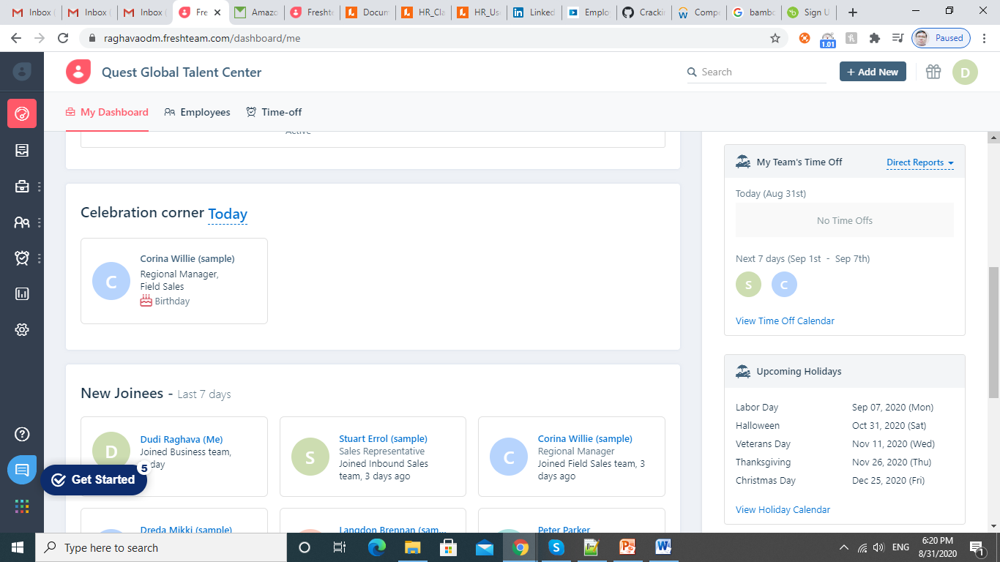 Inbox (
Inbox (
Inbox (
Fre
Amazo
Freshte
Docum
HR_Cla
HR_Use
Linked
Emplo
Crackin
Compe
bambo
Sign U
raghavaodm.freshteam.com/dashboard/me
1.01
Paused
Quest Global Talent Center
Search
+ Add New
D
My Dashboard
Employees
Time-off
Active
Celebration corner Today
C
Corina Willie (sample)
Regional Manager,
Field Sales
Birthday
New Joinees - Last 7 days
D
Dudi Raghava (Me)
Joined Business team,
day
S
Stuart Errol (sample)
Sales Representative
Joined Inbound Sales
team, 3 days ago
C
Corina Willie (sample)
Regional Manager
Joined Field Sales team, 3
days ago
Dreda Mikki (sample)
Langdon Brennan (sam...
Peter Parker
My Team's Time Off
Direct Reports
Today (Aug 31st)
No Time Offs
Next 7 days (Sep 1st - Sep 7th)
S
C
View Time Off Calendar
Upcoming Holidays
Labor Day Sep 07, 2020 (Mon)
Halloween Oct 31, 2020 (Sat)
Veterans Day Nov 11, 2020 (Wed)
Thanksgiving Nov 26, 2020 (Thu)
Christmas Day Dec 25, 2020 (Fri)
View Holiday Calendar
Get Started
5
Type here to search
ENG
6:20 PM
8/31/2020
1